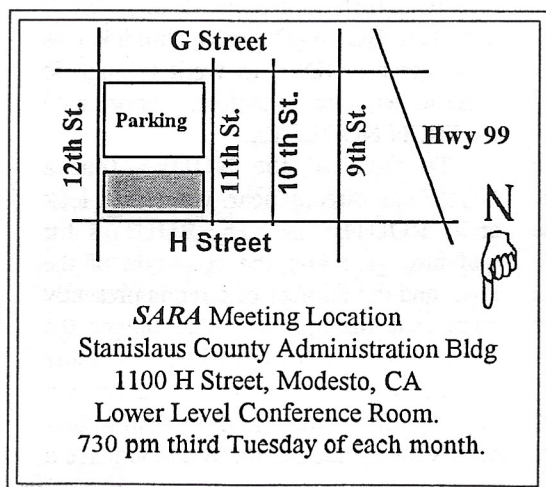 G Street
12th St.
Parking
11th St.
10 th St.
9th St.
Hwy 99
H Street
N
SARA Meeting Location
Stanislaus County Administration Bldg
1100 H Street, Modesto, CA
Lower Level Conference Room.
730 pm third Tuesday of each month.